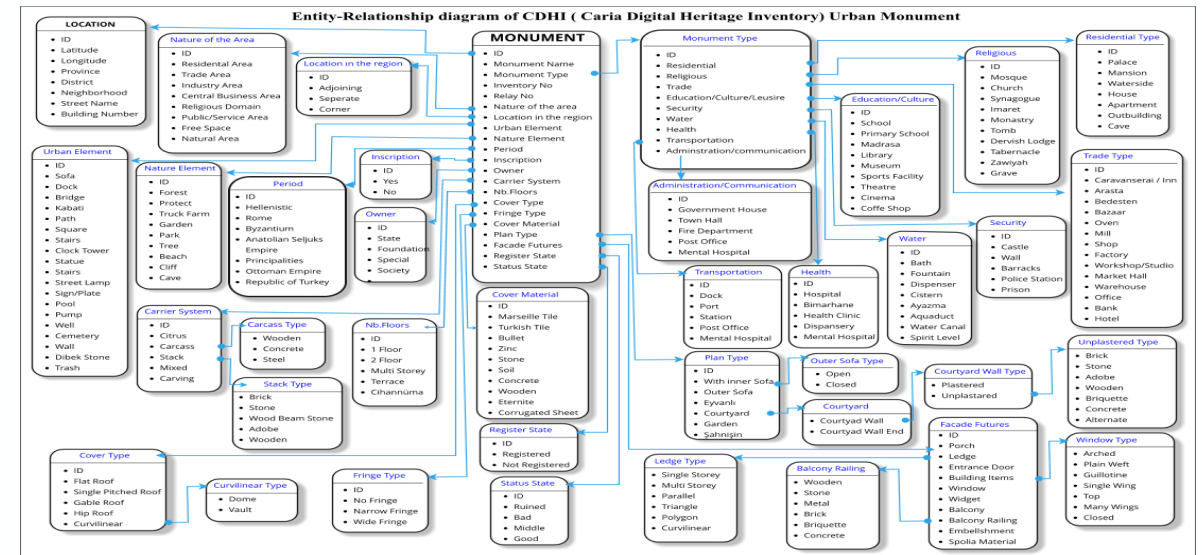 Entity-Relationship diagram of CDHI ( Caria Digital Heritage Inventory) Urban Monument
LOCATION
ID
Latitude
Longitude
Province
District
Neighborhood
Street Name
Building Number
Nature of the Area
ID
Residental Area
Trade Area
Industry Area
Central Business Area
Religious Domain
Public/Service Area
Free Space
Natural Area
Location in the region
ID
Adjoining
Seperate
Corner
MONUMENT
ID
Monument Name
Monument Type
Inventory No
Relay No
Nature of the area
Location in the region
Urban Element
Nature Element
Period
Inscription
Owner
Carrier System
Nb.Floors
Cover Type
Fringe Type
Cover Material
Plan Type
Facade Futures
Register State
Status State
Monument Type
ID
Residential
Religious
Trade
Education/Culture/Leusire
Security
Water
Health
Transportation
Adminstration/communication
Education/Culture
ID
School
Primary School
Madrasa
Library
Museum
Sports Facility
Theatre
Cinema
Coffe Shop
Religious
ID
Mosque
Church
Synagogue
Imaret
Monastry
Tomb
Dervish Lodge
Tabernacle
Zawiyah
Grave
Residential Type
ID
Palace
Mansion
Waterside
House
Apartment
Outbuilding
Cave
Urban Element
ID
Sofa
Dock
Bridge
Kabati
Path
Square
Stairs
Clock Tower
Statue
Stairs
Street Lamp
Sign/Plate
Pool
Pump
Well
Cemetery
Wall
Dibek Stone
Trash
Nature Element
ID
Forest
Protect
Truck Farm
Garden
Park
Tree
Beach
Cliff
Cave
Period
ID
Hellenistic
Rome
Byzantium
Anatolian Seljuks
Empire
Principalities
Ottoman Empire
Republic of Turkey
Inscription
ID
Yes
No
Owner
ID
State
Foundation
Special
Society
Administration/Communication
ID
Government House
Town Hall
Fire Department
Post Office
Mental Hospital
Trade Type
ID
Caravanserai / Inn
Arasta
Bedesten
Bazaar
Oven
Mill
Shop
Factory
Workshop/Studio
Market Hall
Warehouse
Office
Bank
Hotel
Security
ID
Castle
Wall
Barracks
Police Station
Prison
Water
ID
Bath
Fountain
Dispenser
Cistern
Ayazma
Aquaduct
Water Canal
Spirit Level
Transportation
ID
Dock
Port
Station
Post Office
Mental Hospital
Health
ID
Hospital
Bimarhane
Health Clinic
Dispansery
Mental Hospital
Carrier System
ID
Citrus
Carcass
Stack
Mixed
Carving
Carcass Type
Wooden
Concrete
Steel
Stack Type
Brick
Stone
Wood Beam Stone
Adobe
Wooden
Nb.Floors
ID
1 Floor
2 Floor
Multi Storey
Terrace
Cihannüma
Cover Material
ID
Marseille Tile
Turkish Tile
Bullet
Zinc
Stone
Soil
Concrete
Wooden
Eternite
Corrugated Sheet
Plan Type
ID
With inner Sofa
Outer Sofa
Eyvanlı
Courtyard
Garden
Şahnişin
Outer Sofa Type
Open
Closed
Courtyard
Courtyad Wall
Courtyad Wall End
Courtyard Wall Type
Plastered
Unplastared
Unplastered Type
Brick
Stone
Adobe
Wooden
Briquette
Concrete
Alternate
Register State
ID
Registered
Not Registered
Status State
ID
Ruined
Bad
Middle
Good
Cover Type
ID
Flat Roof
Single Pitched Roof
Gable Roof
Hip Roof
Curvilinear
Curvilinear Type
Dome
Vault
Fringe Type
ID
No Fringe
Narrow Fringe
Wide Fringe
Ledge Type
Single Storey
Multi Storey
Parallel
Triangle
Polygon
Curvilinear
Balcony Railing
Wooden
Stone
Metal
Brick
Briquette
Concrete
Facade Futures
ID
Porch
Ledge
Entrance Door
Building Items
Window
Widget
Balcony
Balcony Railing
Embellishment
Spolia Material
Window Type
Arched
Plain Weft
Guillotine
Single Wing
Top
Many Wings
Closed